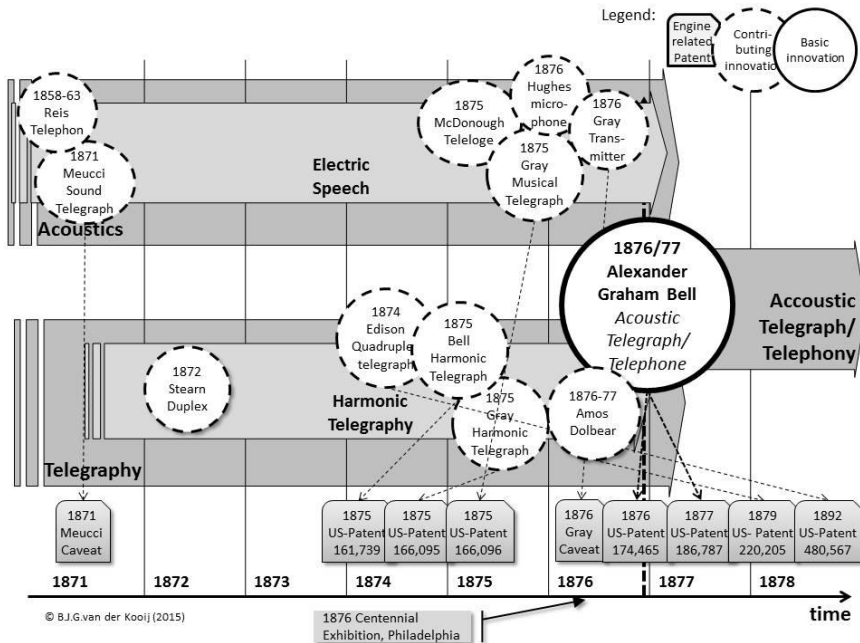 Legend:
Engine
related
Patent
Contri-
buting
innovation
Basic
innovation
1858-63
Reis
Telephon
1871
Meucci
Sound
Telegraph
Electric
Speech
Acoustics
1875
McDonough
Teleloge
1876
Hughes
micro-
phone
1875
Gray
Musical
Telegraph
1876
Gray
Trans-
mitter
1876/77
Alexander
Graham Bell
Acoustic
Telegraph/
Telephone
Accoustic
Telegraph/
Telephony
1872
Stearn
Duplex
1874
Edison
Quadruplex
telegraph
1875
Bell
Harmonic
Telegraph
1875
Gray
Harmonic
Telegraph
1876-77
Amos
Dolbear
Harmonic
Telegraphy
Telegraphy
1871
Meucci
Caveat
1875
US-Patent
161,739
1875
US-Patent
166,095
1875
US-Patent
166,096
1876
Gray
Caveat
1876
US-Patent
174,465
1877
US-Patent
186,787
1879
US- Patent
220,205
1892
US-Patent
480,567
1871 1872 1873 1874 1875 1876 1877 1878
time
© B.J.G.van der Kooij (2015)
1876 Centennial
Exhibition, Philadelphia